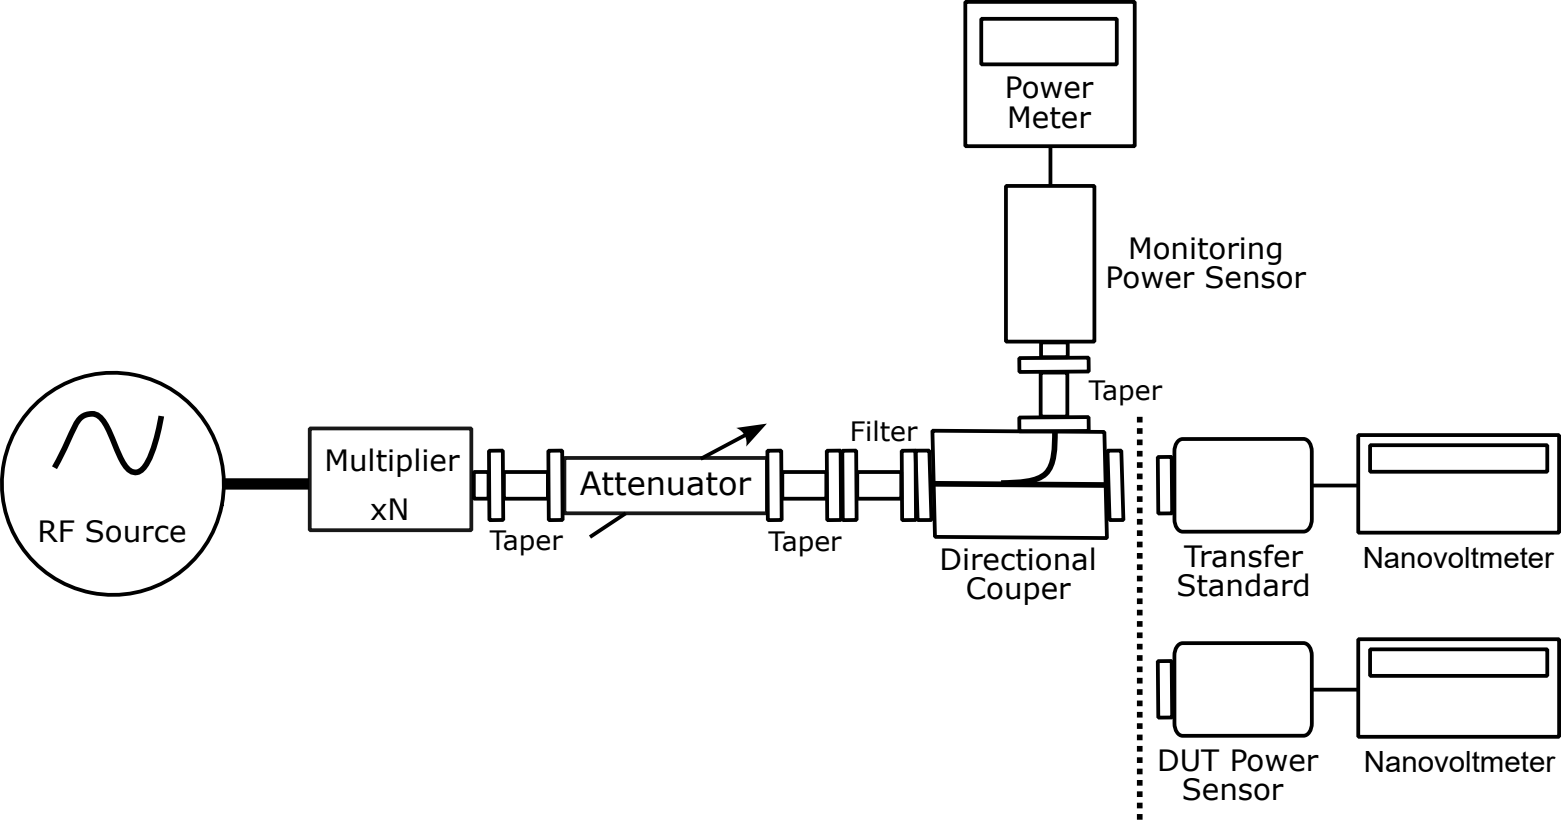 Power
Meter
Monitoring
Power Sensor
Taper
Filter
Multiplier
xN
Attenuator
RF Source
Taper
Taper
Directional
Couper
Transfer
Standard
Nanovoltmeter
DUT Power
Sensor
Nanovoltmeter